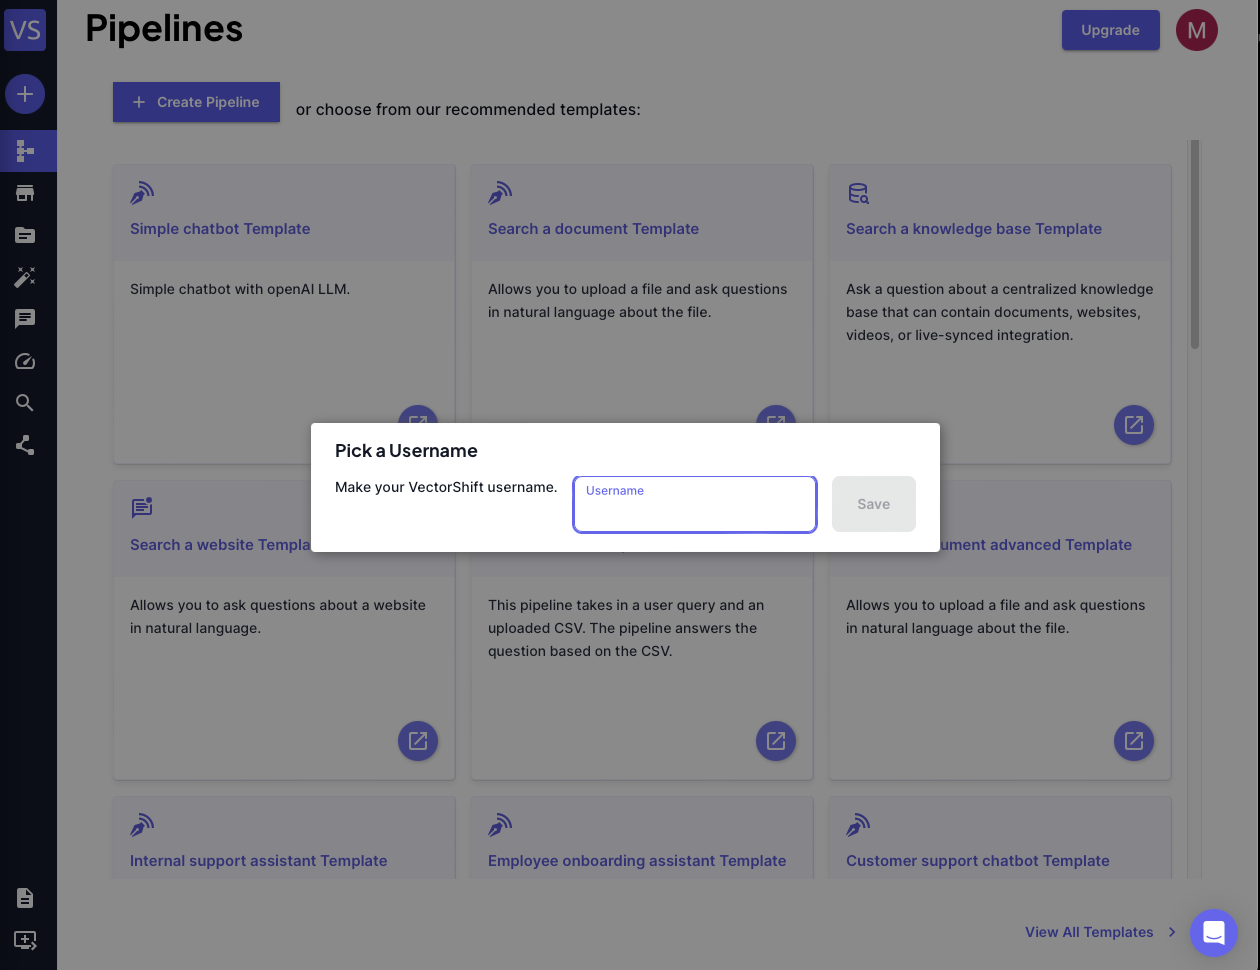 VS
Pipelines
Upgrade
M
Create Pipeline
or choose from our recommended templates:
Simple chatbot Template
Simple chatbot with openAI LLM.
Search a document Template
Allows you to upload a file and ask questions
in natural language about the file.
Search a knowledge base Template
Ask a question about a centralized knowledge
base that can contain documents, websites,
videos, or live-synced integration.
Pick a Username
Make your VectorShift username.
Username
Save
Search a website
Allows you to ask questions about a website
in natural language.
This pipeline takes in a user query and an
uploaded CSV. The pipeline answers the
question based on the CSV.
advanced Template
Allows you to upload a file and ask questions
in natural language about the file.
Internal support assistant Template
Employee onboarding assistant Template
Customer support chatbot Template
View All Templates